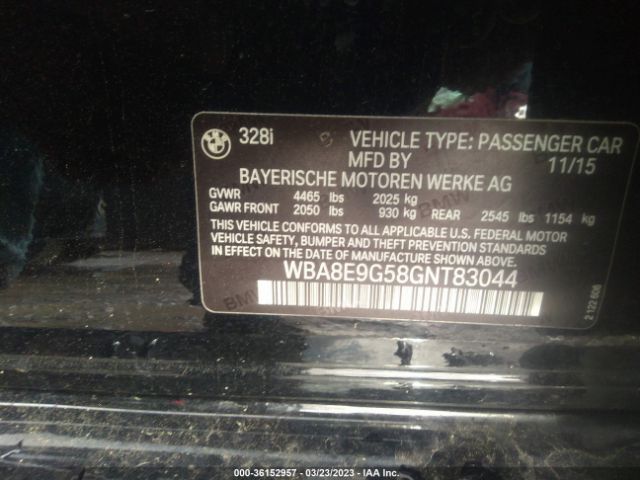 328i VEHICLE TYPE: PASSENGER CAR
MFD BY 11/15
BAYERISCHE MOTOREN WERKE AG
GVWR 4465 lbs 2025 kg
GAWR FRONT 2050 lbs 930 kg REAR 2545 lbs 1154 kg
THIS VEHICLE CONFORMS TO ALL APPLICABLE U.S. FEDERAL MOTOR
VEHICLE SAFETY, BUMPER AND THEFT PREVENTION STANDARDS
IN EFFECT ON THE DATE OF MANUFACTURE SHOWN ABOVE.
WBA8E9G58GNT83044
2 122 606
000-36152957 - 03/23/2023 - IAA Inc.